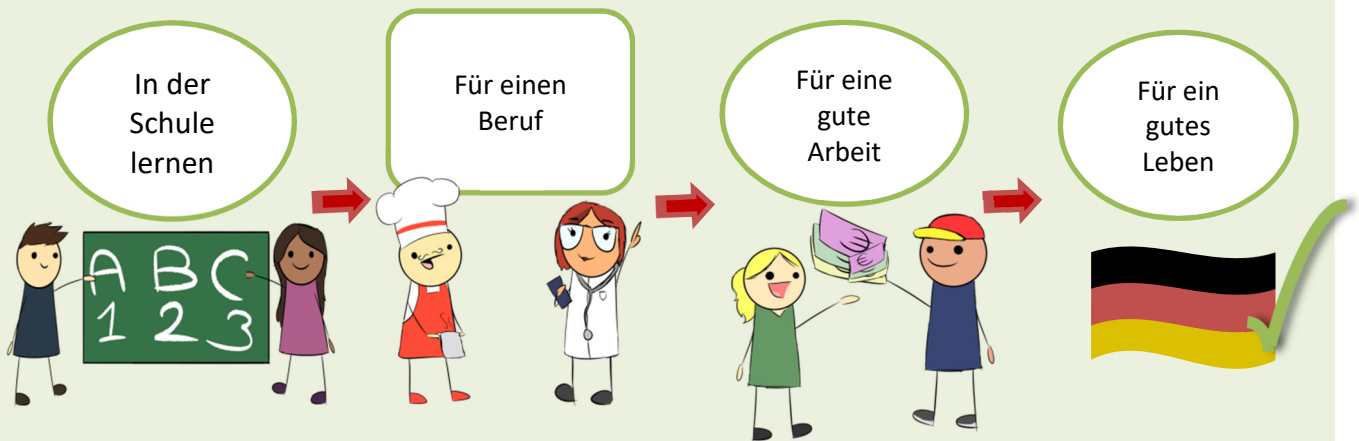 In der
Schule
lernen
Für einen
Beruf
Für eine
gute
Arbeit
Für ein
gutes
Leben
A B C
1 2 3